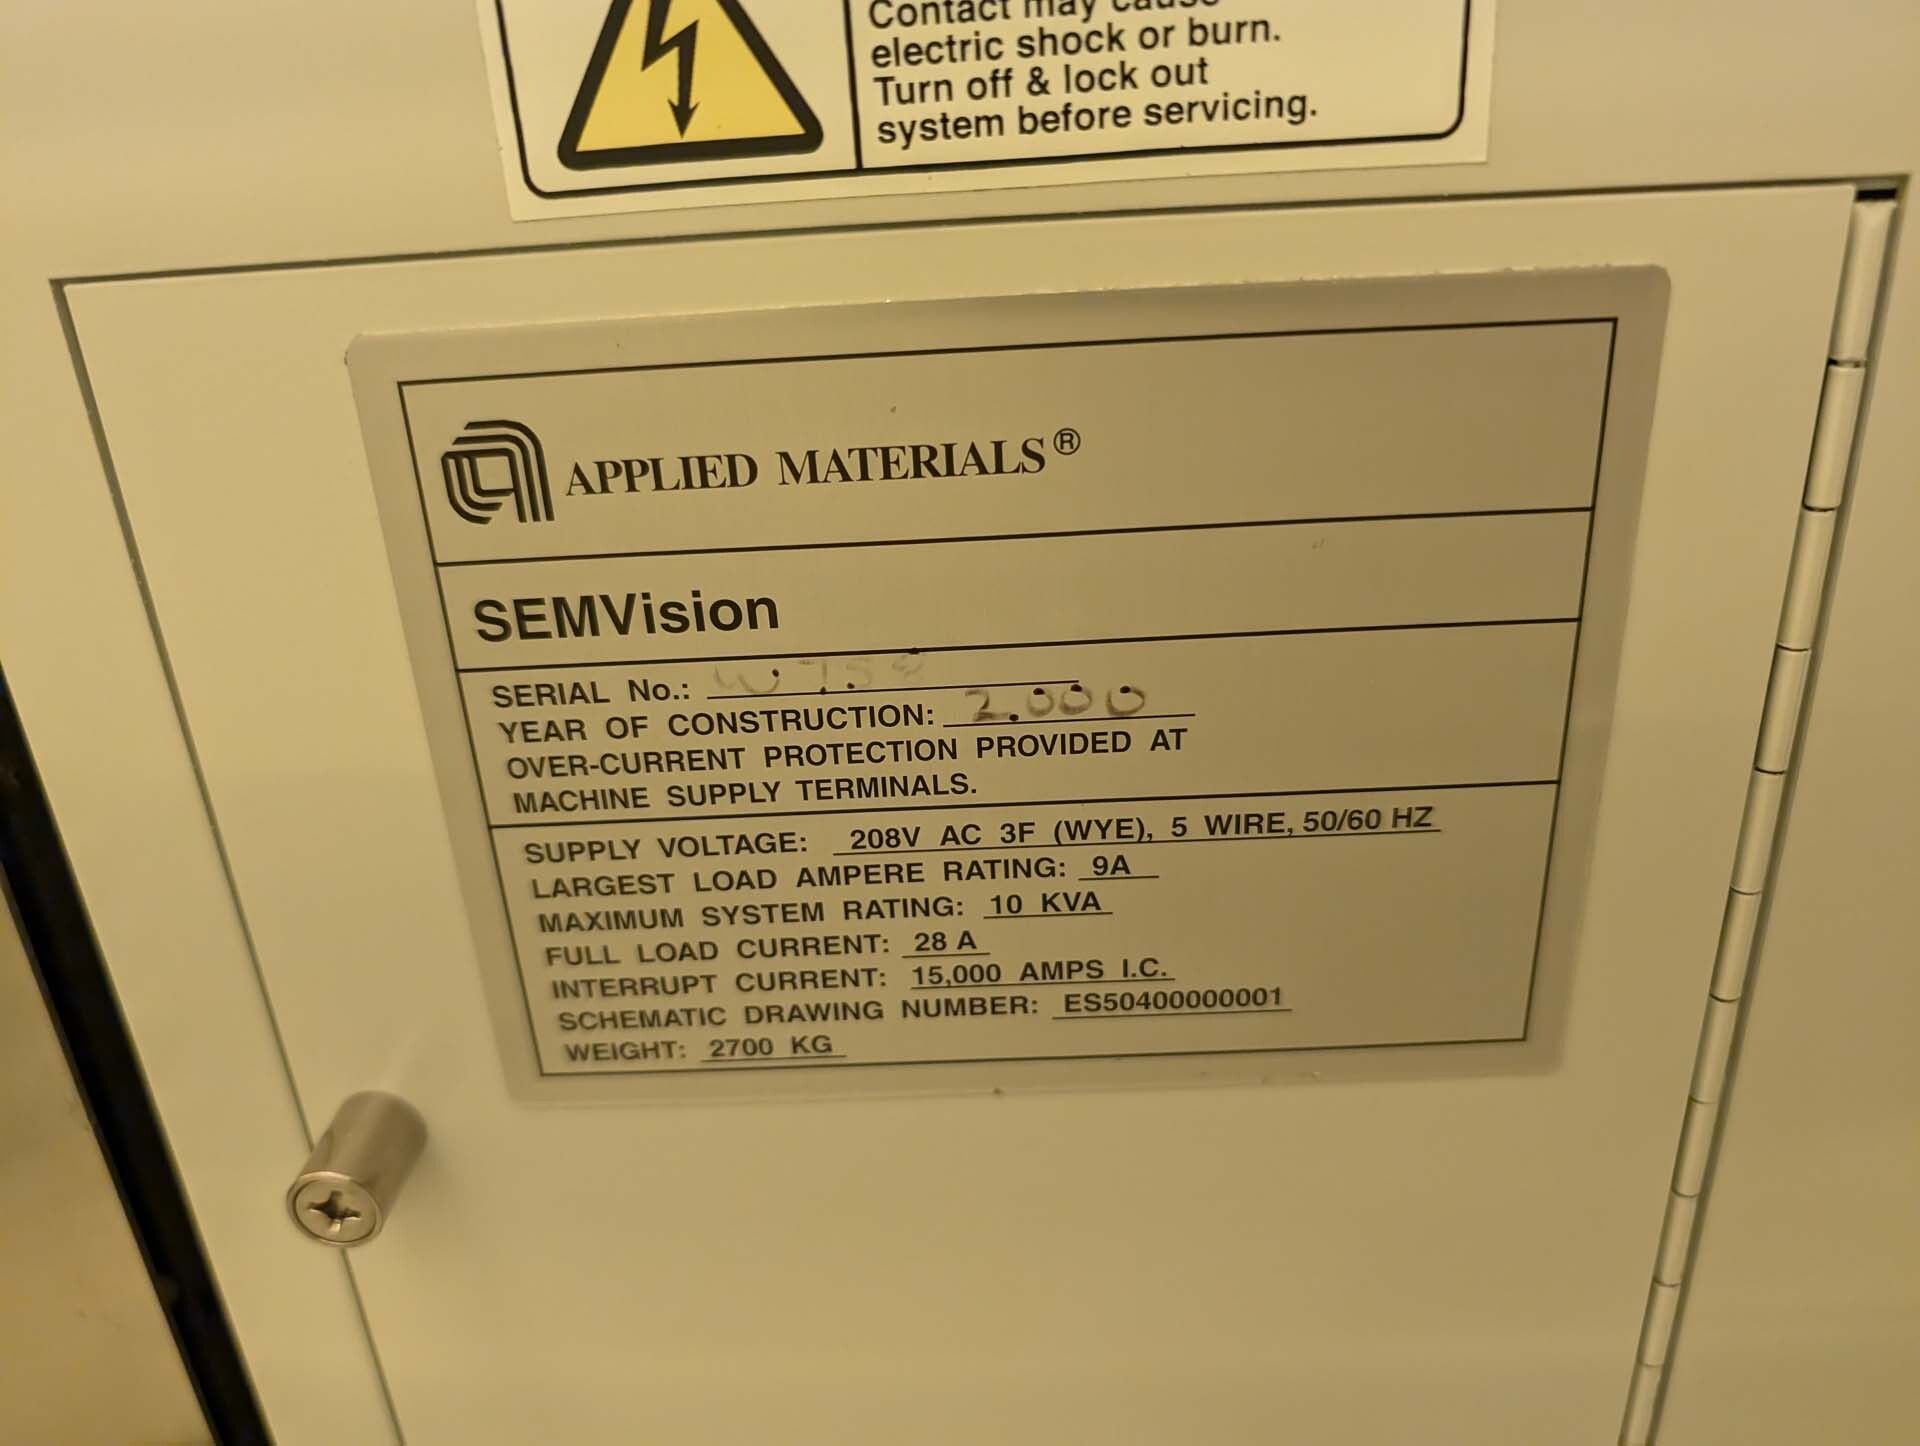 Contact may cause
electric shock or burn.
Turn off & lock out
system before servicing.
APPLIED MATERIALS®
SEMVision
SERIAL No.:
YEAR OF CONSTRUCTION: 2000
OVER-CURRENT PROTECTION PROVIDED AT
MACHINE SUPPLY TERMINALS.
SUPPLY VOLTAGE: 208V AC 3F (WYE), 5 WIRE, 50/60 HZ
LARGEST LOAD AMPERE RATING: 9A
MAXIMUM SYSTEM RATING: 10 KVA
FULL LOAD CURRENT: 28 A
INTERRUPT CURRENT: 15,000 AMPS I.C.
SCHEMATIC DRAWING NUMBER: ES50400000001
WEIGHT: 2700 KG